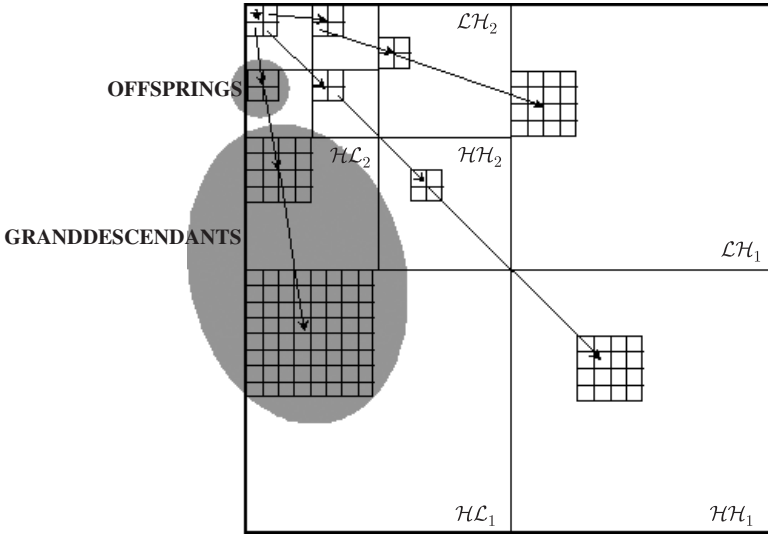 ℒℋ₂
OFFSPRINGS
ℋℒ₂
ℋℋ₂
GRANDDESCENDANTS
ℒℋ₁
ℋℒ₁
ℋℋ₁